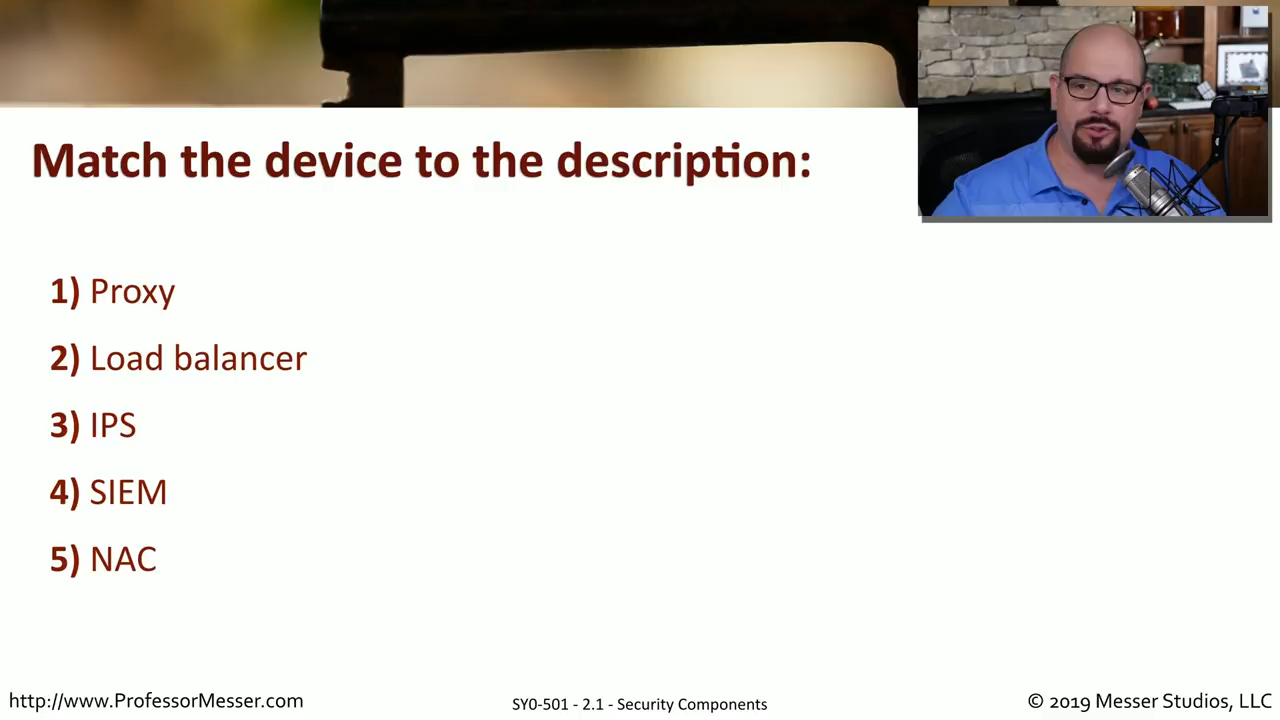 Match the device to the description:
1) Proxy
2) Load balancer
3) IPS
4) SIEM
5) NAC
http://www.ProfessorMesser.com
SY0-501 - 2.1 - Security Components
© 2019 Messer Studios, LLC